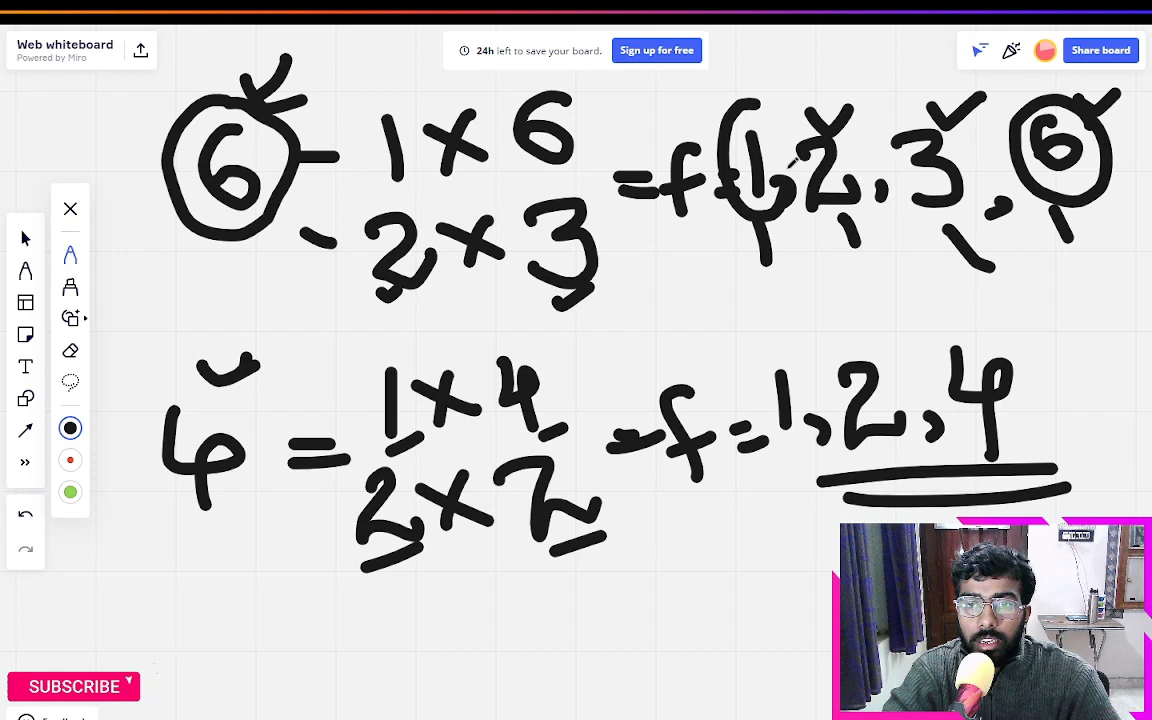 Web whiteboard
Powered by Miro
24h left to save your board.
Sign up for free
Share board
6 - 1 x 6 = f = 1, 2, 3, 6
- 2 x 3
4 = 1 x 4 = f = 1, 2, 4
2 x 2
T
SUBSCRIBE